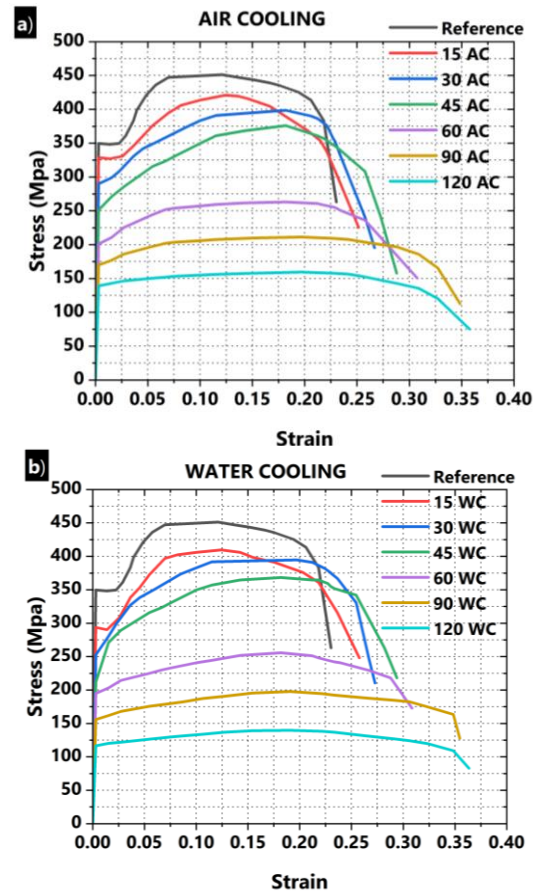 a)
AIR COOLING
Reference
15 AC
30 AC
45 AC
60 AC
90 AC
120 AC
Stress (Mpa)
500
450
400
350
300
250
200
150
100
50
0
0.00 0.05 0.10 0.15 0.20 0.25 0.30 0.35 0.40
Strain
b)
WATER COOLING
Reference
15 WC
30 WC
45 WC
60 WC
90 WC
120 WC
Stress (Mpa)
500
450
400
350
300
250
200
150
100
50
0
0.00 0.05 0.10 0.15 0.20 0.25 0.30 0.35 0.40
Strain